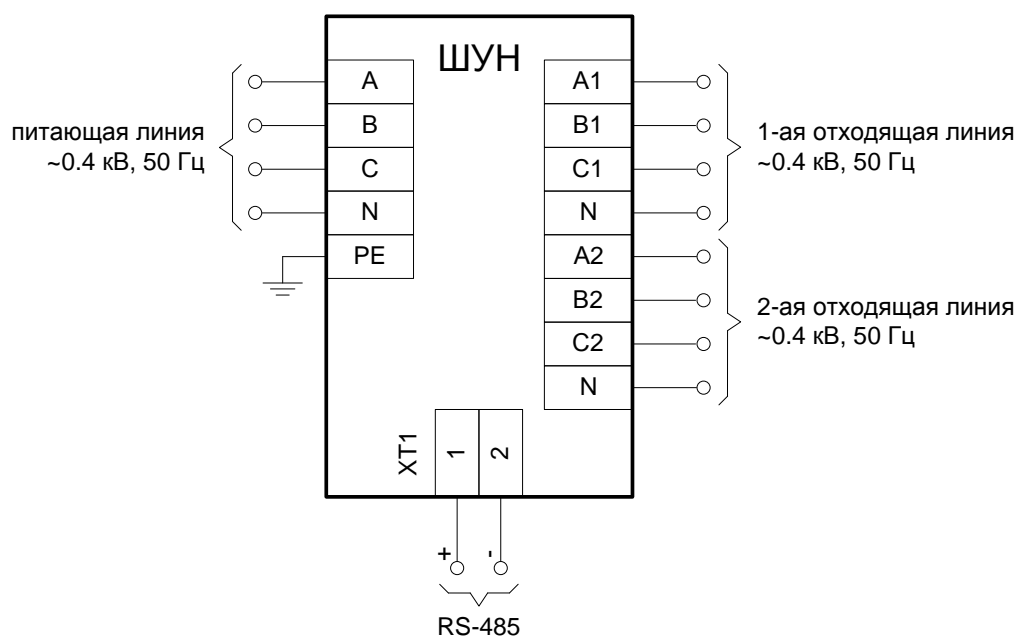 ШУН
питающая линия
~0.4 кВ, 50 Гц
A
B
C
N
PE
A1
B1
C1
N
A2
B2
C2
N
1-ая отходящая линия
~0.4 кВ, 50 Гц
2-ая отходящая линия
~0.4 кВ, 50 Гц
XT1
1
2
+
-
RS-485